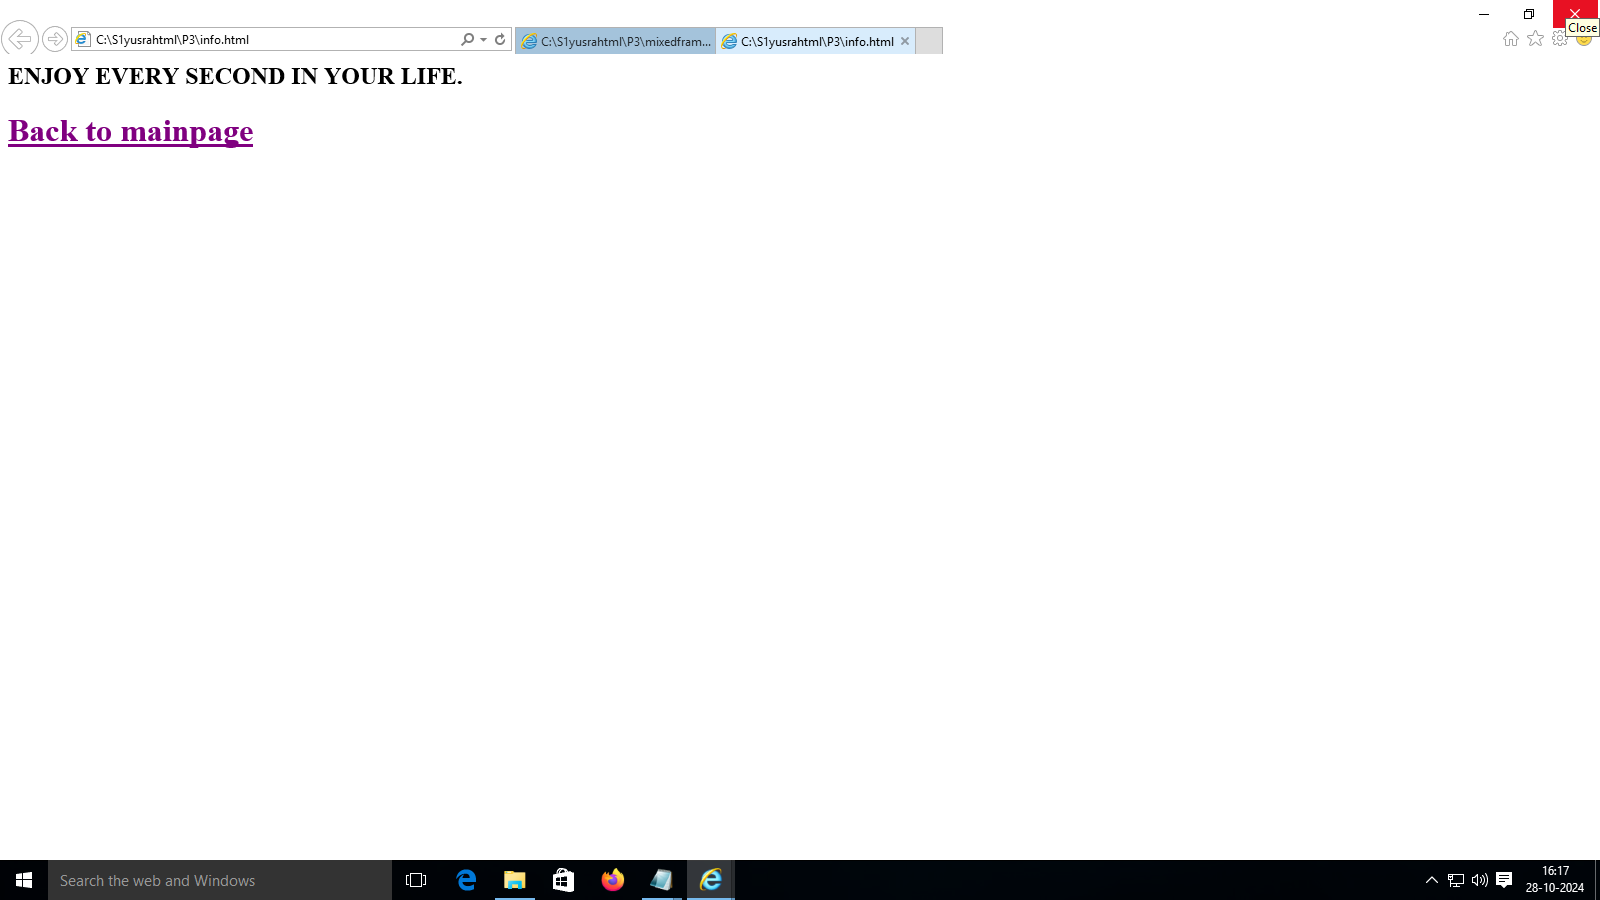 Close
C:\S1yusrahtml\P3\info.html
C:\S1yusrahtml\P3\mixedfram...
C:\S1yusrahtml\P3\info.html
ENJOY EVERY SECOND IN YOUR LIFE.
Back to mainpage
Search the web and Windows
16:17
28-10-2024